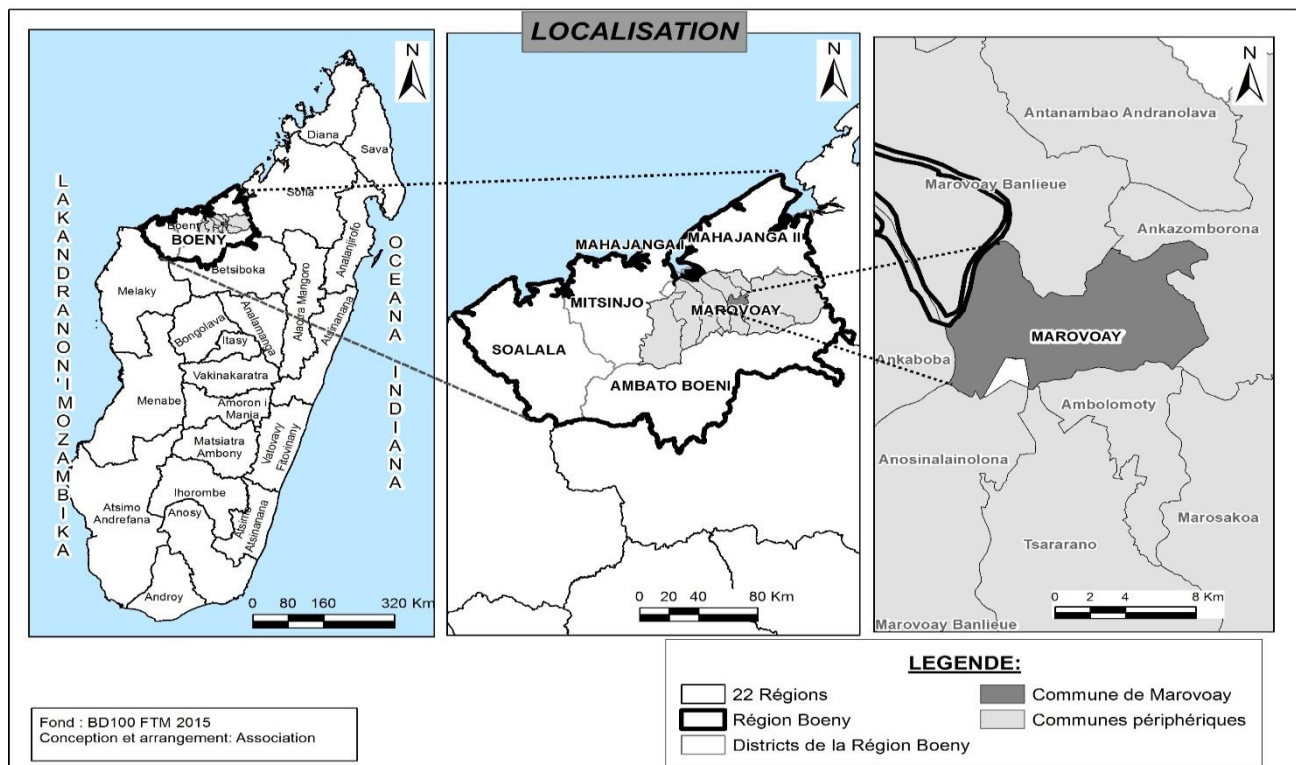 LOCALISATION
N
Diana
Sava
Sofia
Boeny
BOENY
Betsiboka
Melaky
Analanjirofo
Alaotra Mangoro
Atsinanana
Bongolava
Analamanga
Itasy
Vakinakaratra
Menabe
Amoron i
Mania
Matsiatra
Ambony
Vatovavy
Fitovinany
Ihorombe
Atsimo
Andrefana
Anosy
Atsimo
Atsinanana
Androy
LAKANDRANON'IMOZAMBIKA
OCEANA INDIANA
0 80 160 320 Km
N
MAHAJANGA I
MAHAJANGA II
MITSINJO
MAROVOAY
SOALALA
AMBATO BOENI
0 20 40 80 Km
N
Antanambao Andranolava
Marovoay Banlieue
Ankazomborona
MAROVOAY
Ankaboba
Ambolomoty
Anosinalainolona
Marosakoa
Tsararano
Marovoay Banlieue
0 2 4 8 Km
LEGENDE:
22 Régions
Région Boeny
Districts de la Région Boeny
Commune de Marovoay
Communes périphériques
Fond : BD100 FTM 2015
Conception et arrangement: Association